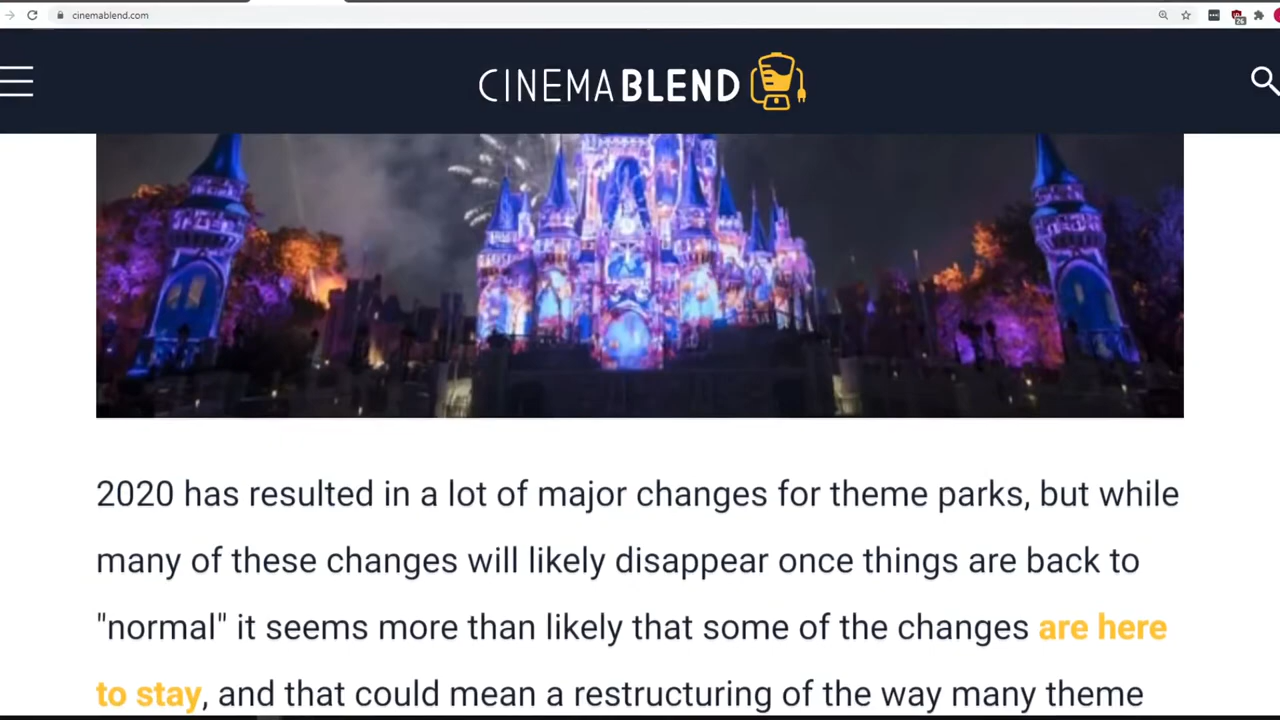 cinemablend.com
26
CINEMABLEND
2020 has resulted in a lot of major changes for theme parks, but while
many of these changes will likely disappear once things are back to
"normal" it seems more than likely that some of the changes are here
to stay, and that could mean a restructuring of the way many theme